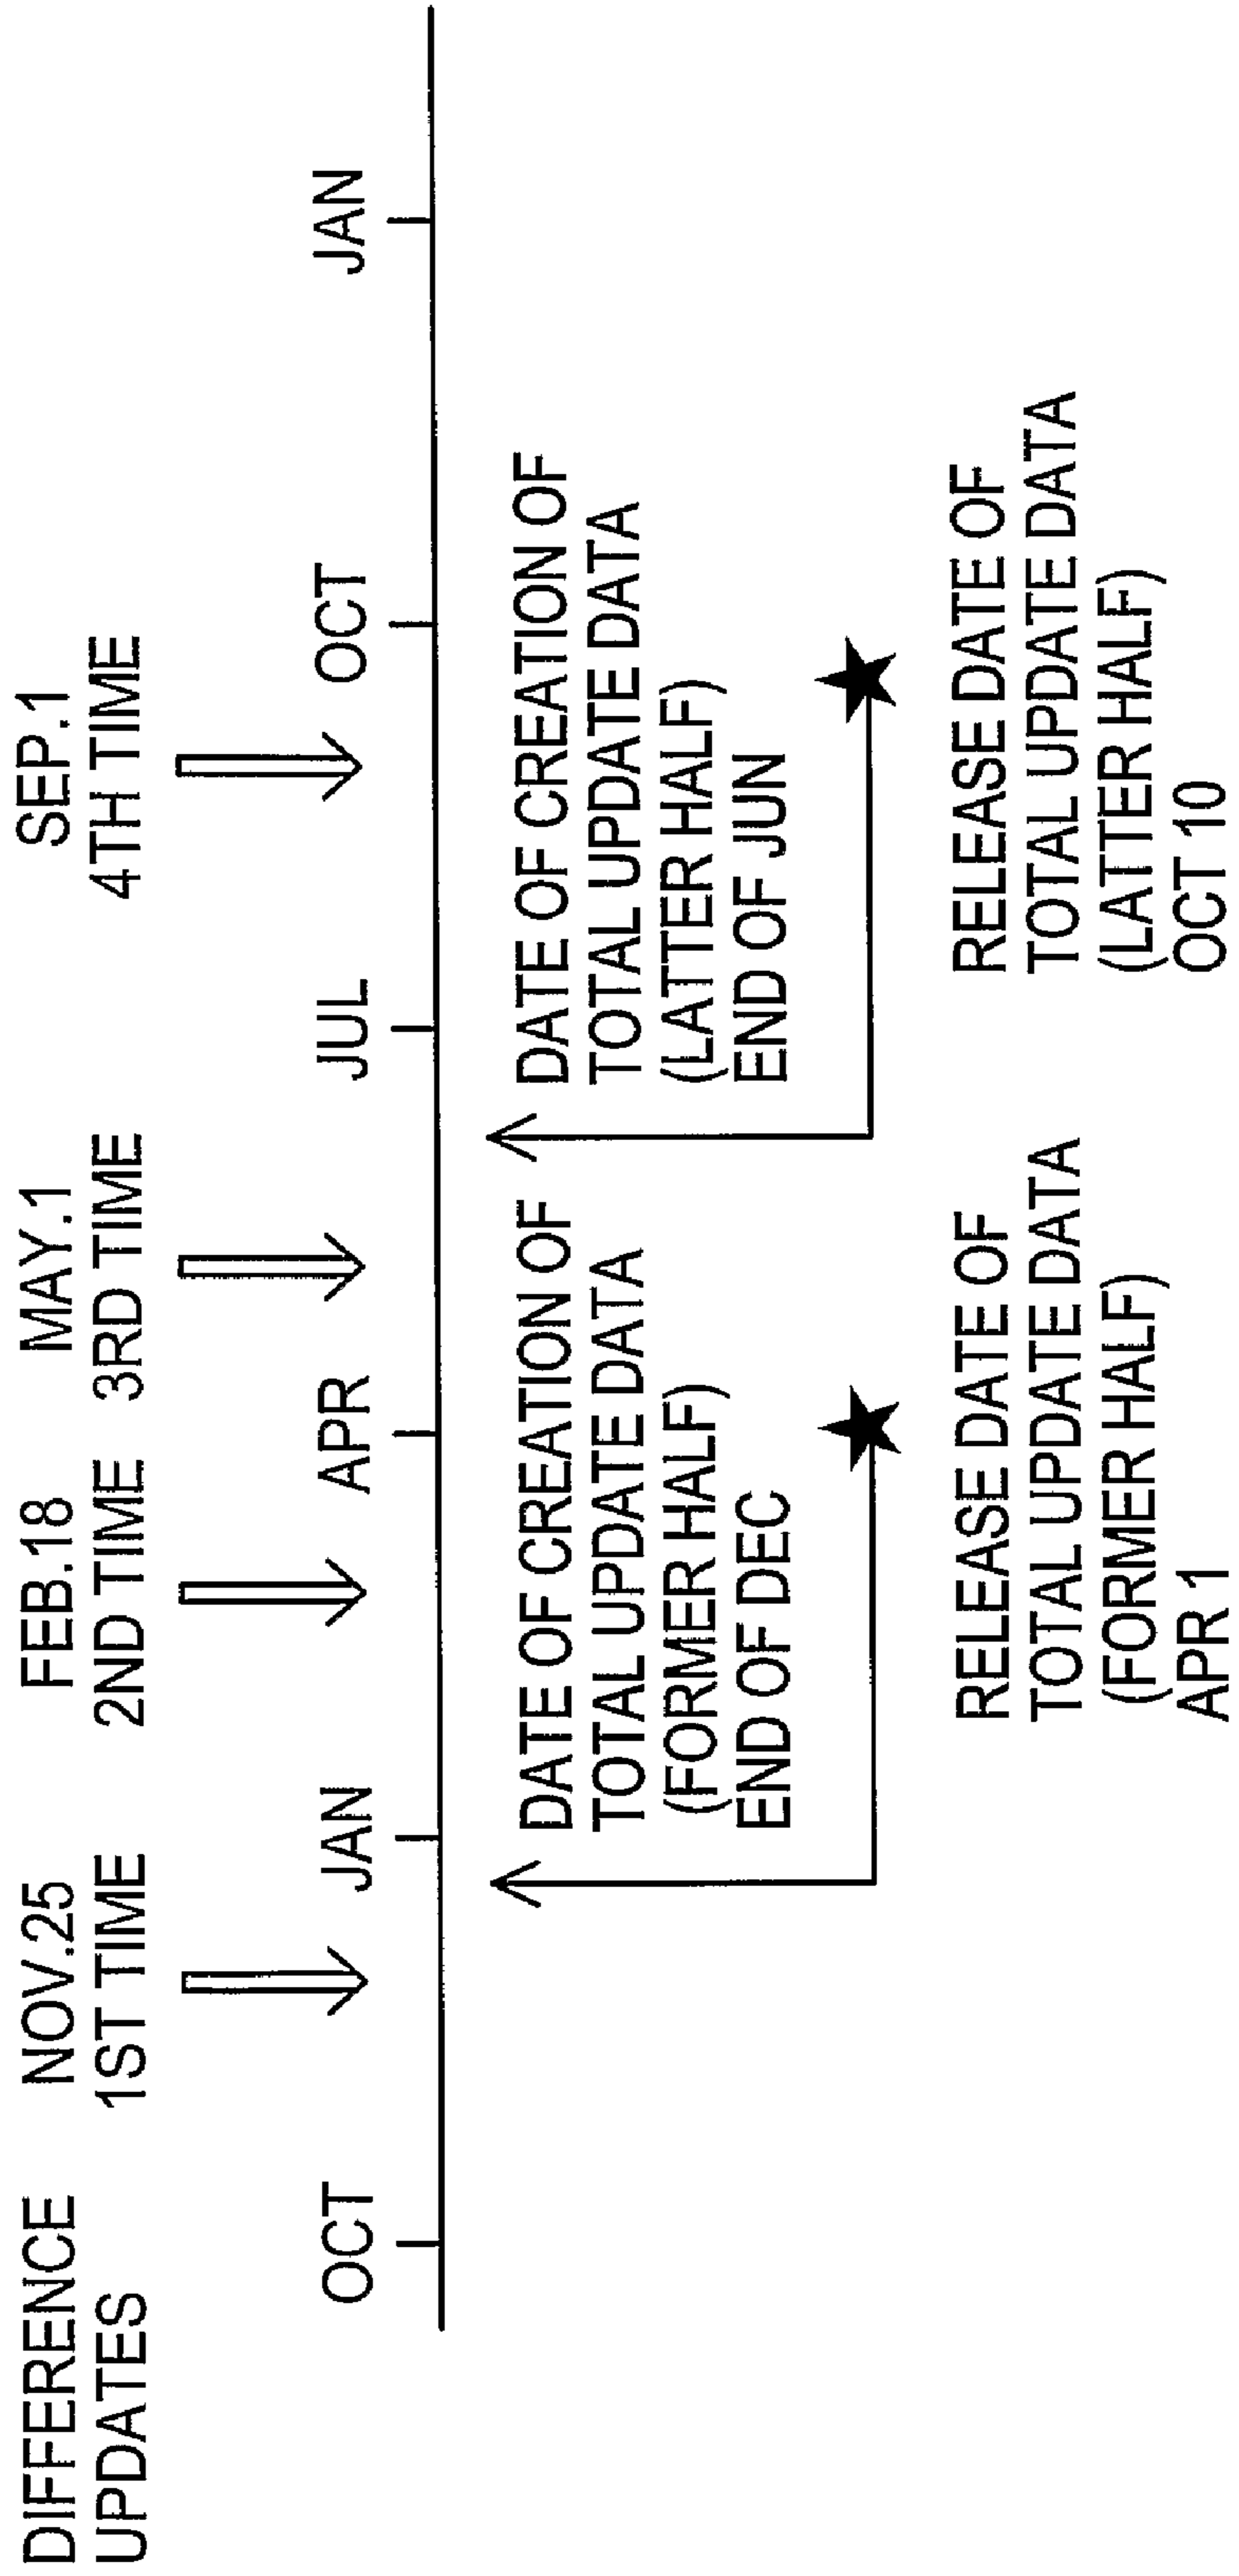 DIFFERENCE
UPDATES
NOV.25
1ST TIME
FEB.18
2ND TIME
MAY.1
3RD TIME
SEP.1
4TH TIME
OCT
JAN
APR
JUL
OCT
JAN
DATE OF CREATION OF
TOTAL UPDATE DATA
(FORMER HALF)
END OF DEC
DATE OF CREATION OF
TOTAL UPDATE DATA
(LATTER HALF)
END OF JUN
RELEASE DATE OF
TOTAL UPDATE DATA
(FORMER HALF)
APR 1
RELEASE DATE OF
TOTAL UPDATE DATA
(LATTER HALF)
OCT 10